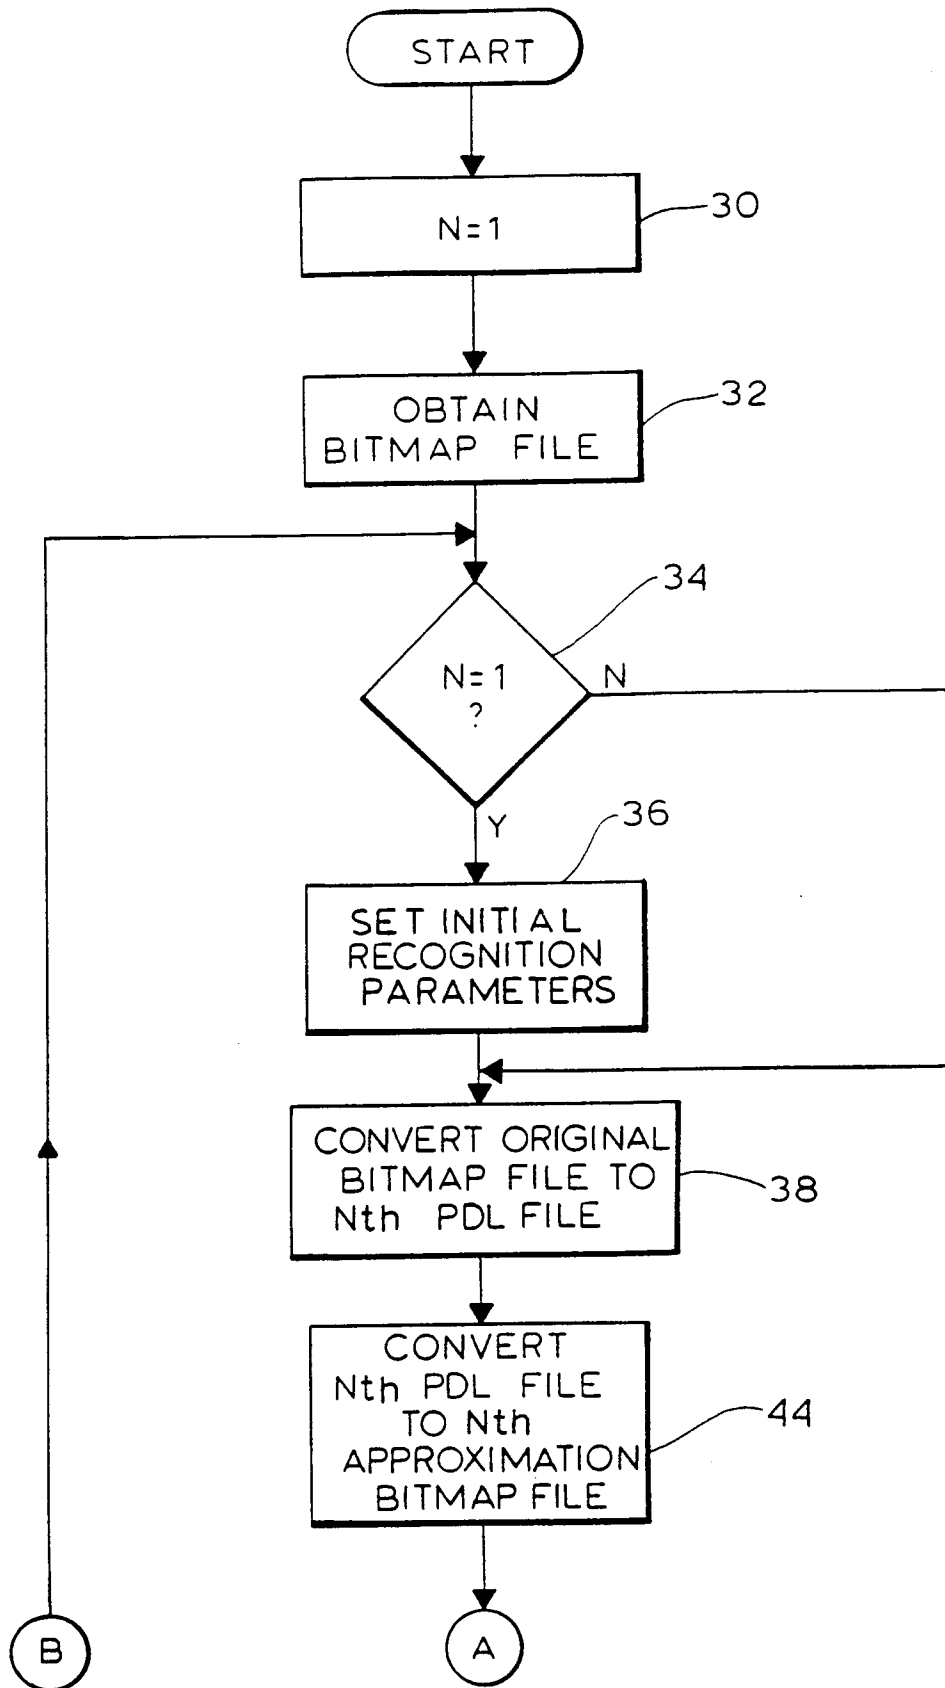 START
N=1
30
OBTAIN
BITMAP FILE
32
34
N=1
?
N
Y
36
SET INITIAL
RECOGNITION
PARAMETERS
CONVERT ORIGINAL
BITMAP FILE TO
Nth PDL FILE
38
CONVERT
Nth PDL FILE
TO Nth
APPROXIMATION
BITMAP FILE
44
B
A